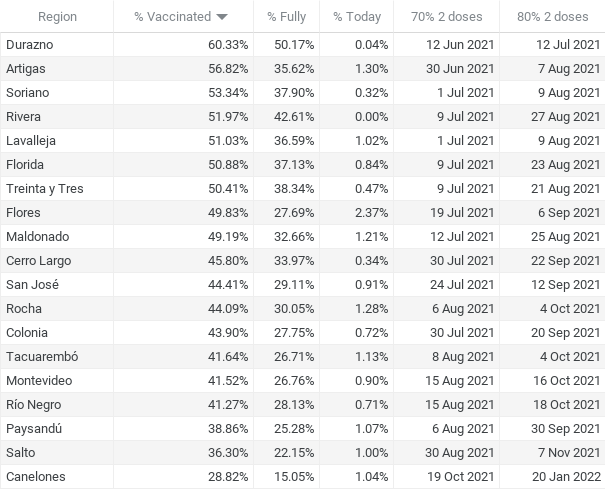 Region % Vaccinated % Fully % Today 70% 2 doses 80% 2 doses
Durazno 60.33% 50.17% 0.04% 12 Jun 2021 12 Jul 2021
Artigas 56.82% 35.62% 1.30% 30 Jun 2021 7 Aug 2021
Soriano 53.34% 37.90% 0.32% 1 Jul 2021 9 Aug 2021
Rivera 51.97% 42.61% 0.00% 9 Jul 2021 27 Aug 2021
Lavalleja 51.03% 36.59% 1.02% 1 Jul 2021 9 Aug 2021
Florida 50.88% 37.13% 0.84% 9 Jul 2021 23 Aug 2021
Treinta y Tres 50.41% 38.34% 0.47% 9 Jul 2021 21 Aug 2021
Flores 49.83% 27.69% 2.37% 19 Jul 2021 6 Sep 2021
Maldonado 49.19% 32.66% 1.21% 12 Jul 2021 25 Aug 2021
Cerro Largo 45.80% 33.97% 0.34% 30 Jul 2021 22 Sep 2021
San José 44.41% 29.11% 0.91% 24 Jul 2021 12 Sep 2021
Rocha 44.09% 30.05% 1.28% 6 Aug 2021 4 Oct 2021
Colonia 43.90% 27.75% 0.72% 30 Jul 2021 20 Sep 2021
Tacuarembó 41.64% 26.71% 1.13% 8 Aug 2021 4 Oct 2021
Montevideo 41.52% 26.76% 0.90% 15 Aug 2021 16 Oct 2021
Río Negro 41.27% 28.13% 0.71% 15 Aug 2021 18 Oct 2021
Paysandú 38.86% 25.28% 1.07% 6 Aug 2021 30 Sep 2021
Salto 36.30% 22.15% 1.00% 30 Aug 2021 7 Nov 2021
Canelones 28.82% 15.05% 1.04% 19 Oct 2021 20 Jan 2022